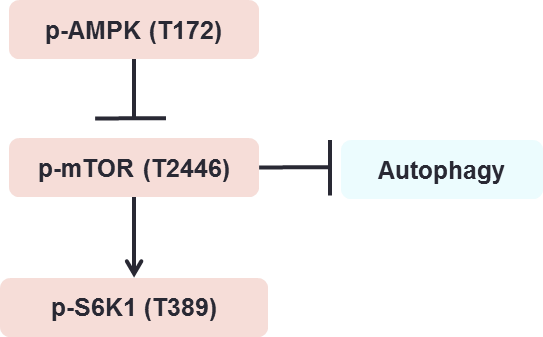 p-AMPK (T172)
p-mTOR (T2446)
Autophagy
p-S6K1 (T389)